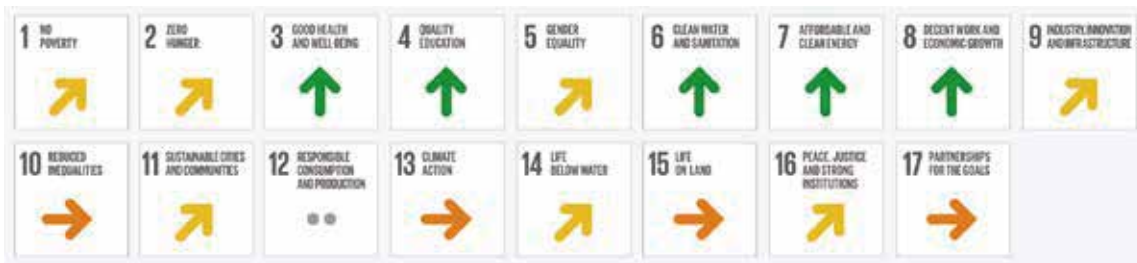 1 NO
POVERTY
2 ZERO
HUNGER
3 GOOD HEALTH
AND WELL-BEING
4 QUALITY
EDUCATION
5 GENDER
EQUALITY
6 CLEAN WATER
AND SANITATION
7 AFFORDABLE AND
CLEAN ENERGY
8 DECENT WORK AND
ECONOMIC GROWTH
9 INDUSTRY, INNOVATION
AND INFRASTRUCTURE
10 REDUCED
INEQUALITIES
11 SUSTAINABLE CITIES
AND COMMUNITIES
12 RESPONSIBLE
CONSUMPTION
AND PRODUCTION
13 CLIMATE
ACTION
14 LIFE
BELOW WATER
15 LIFE
ON LAND
16 PEACE, JUSTICE
AND STRONG
INSTITUTIONS
17 PARTNERSHIPS
FOR THE GOALS